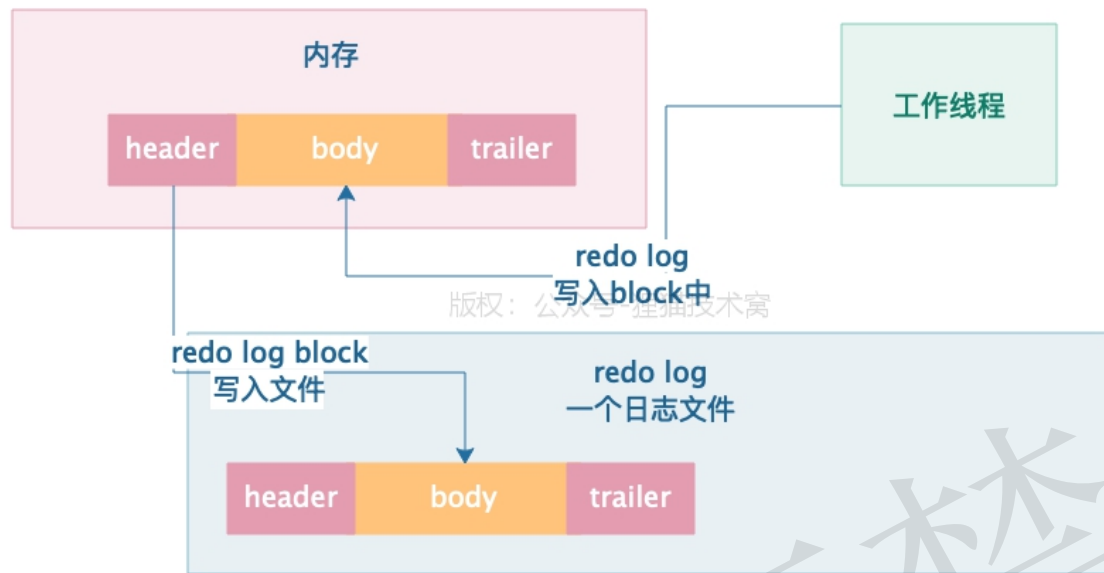 内存
header body trailer
工作线程
redo log
写入block中
版权：公众号-狸猫技术窝
redo log block
写入文件
redo log
一个日志文件
header body trailer